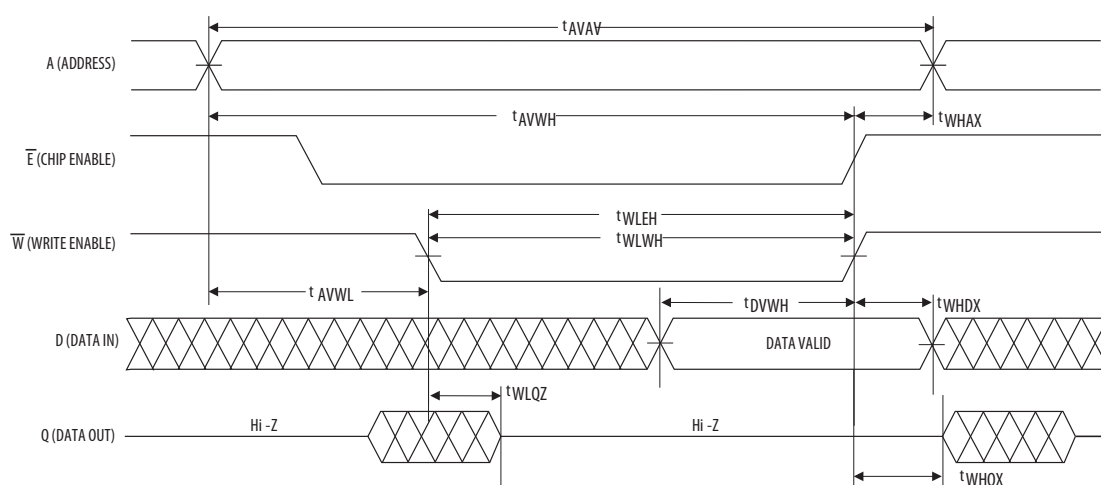 tAVAV
A (ADDRESS)
tAVWH
tWHAX
E (CHIP ENABLE)
tWLEH
W (WRITE ENABLE)
tWLWH
t AVWL
tDVWH
tWHDX
D (DATA IN)
DATA VALID
tWLQZ
Q (DATA OUT)
Hi -Z
Hi -Z
tWHQX